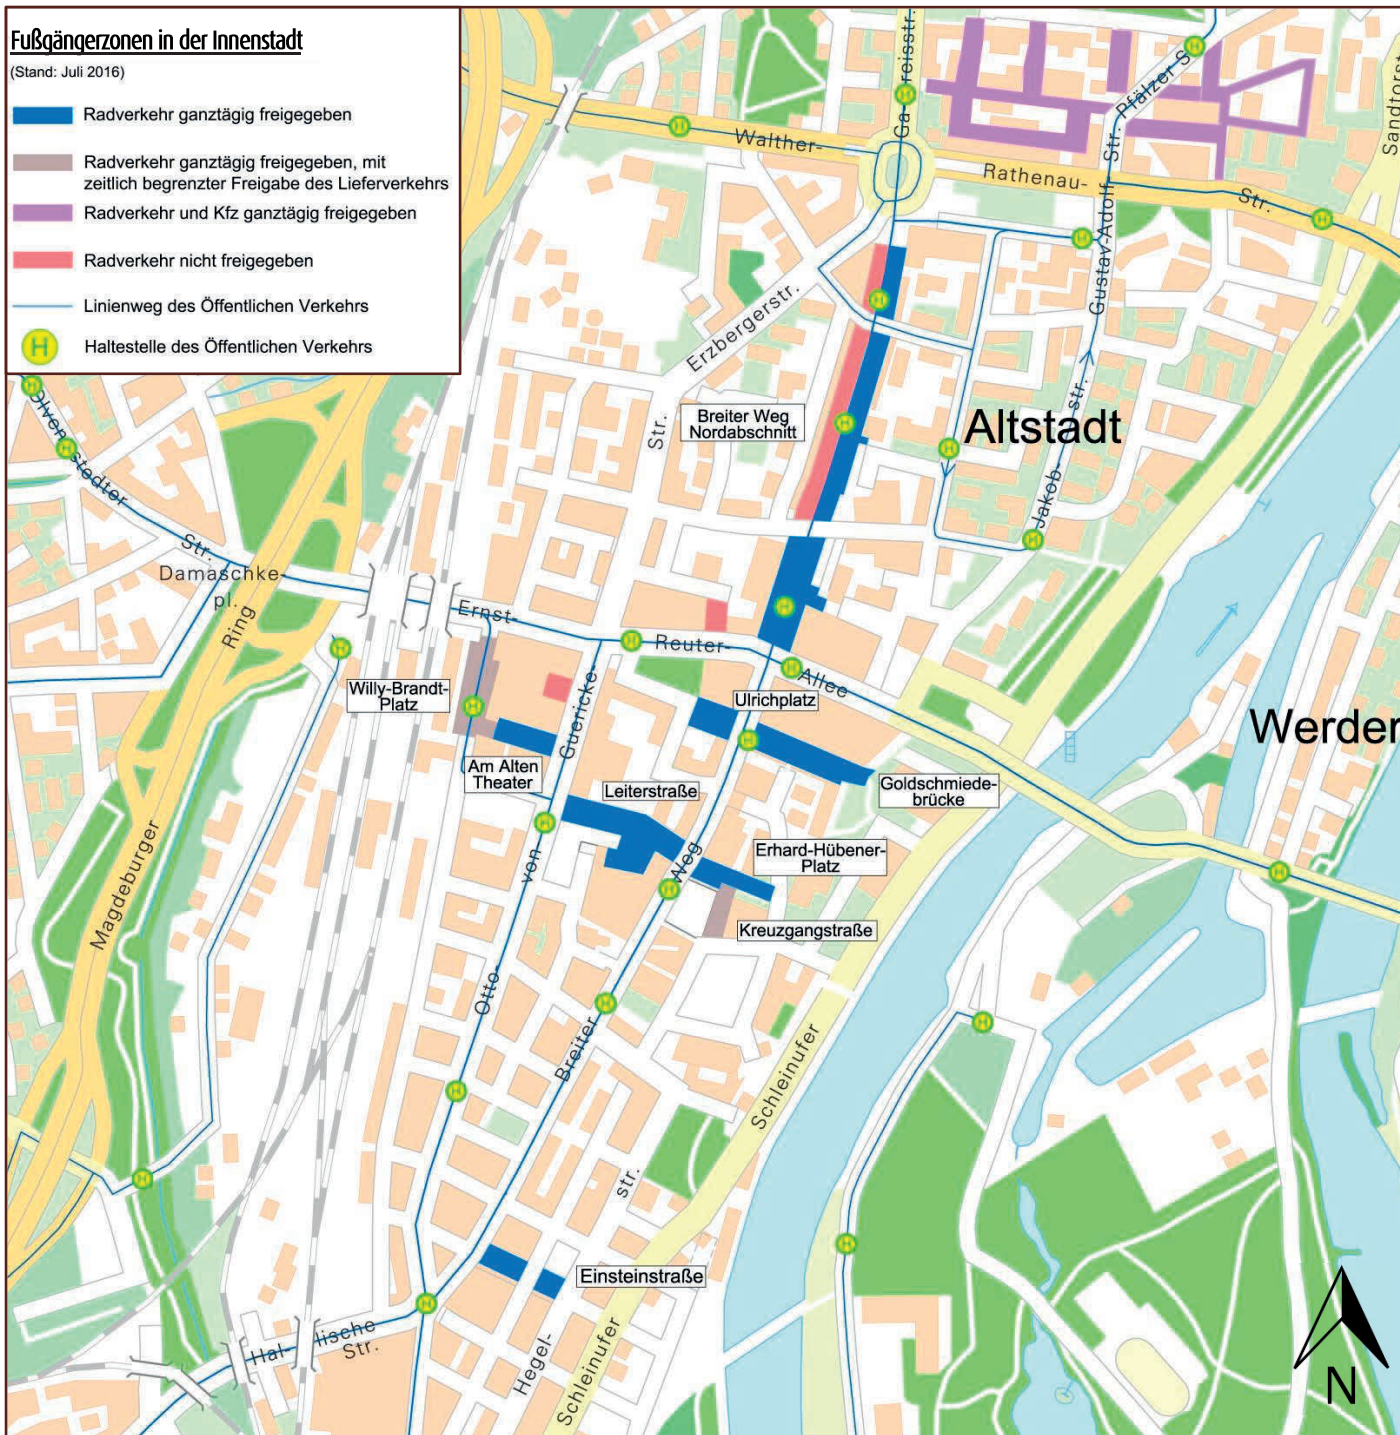 Fußgängerzonen in der Innenstadt
(Stand: Juli 2016)
Radverkehr ganztägig freigegeben
Radverkehr ganztägig freigegeben, mit
zeitlich begrenzter Freigabe des Lieferverkehrs
Radverkehr und Kfz ganztägig freigegeben
Radverkehr nicht freigegeben
Linienweg des Öffentlichen Verkehrs
H
Haltestelle des Öffentlichen Verkehrs
Walther-
Rathenau-
Str.
Gustav-Adolf-Str.
Pfälzer S
Erzbergerstr.
Str.
Breiter Weg
Nordabschnitt
Altstadt
Jakob-
str.
Str.
Damaschke-
pl.
Ring
Magdeburger
Ernst-
Reuter-
Allee
Willy-Brandt-
Platz
Ulrichplatz
Werder
Am Alten
Theater
Leiterstraße
Goldschmiede-
brücke
Erhard-Hübener-
Platz
Kreuzgangstraße
Otto-
von
Guericke-
Breiter
Weg
Schleinufer
str.
Hegel-
Einsteinstraße
Schleinufer
Hal-
lische
Str.
N